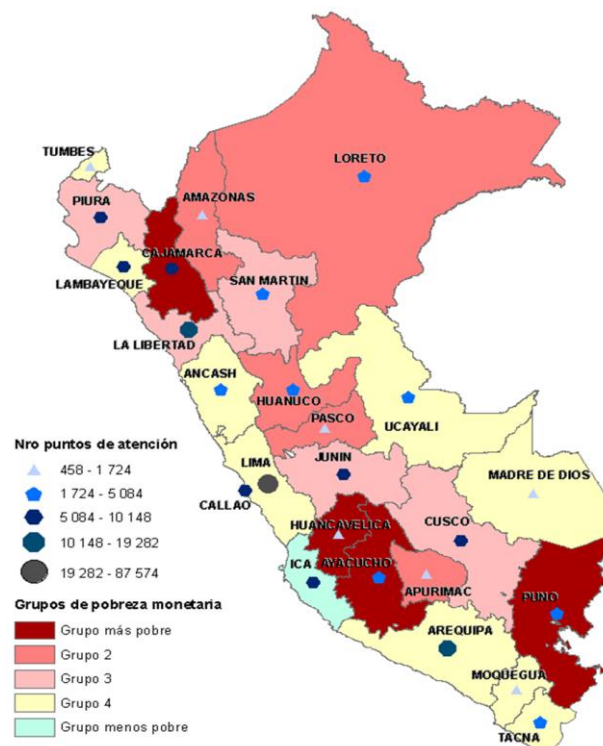 TUMBES
LORETO
PIURA
AMAZONAS
CAJAMARCA
LAMBAYEQUE
SAN MARTIN
LA LIBERTAD
ANCASH
HUANUCO
UCAYALI
PASCO
Nro puntos de atención
458 - 1 724
1 724 - 5 084
5 084 - 10 148
10 148 - 19 282
19 282 - 87 574
LIMA
JUNIN
MADRE DE DIOS
CALLAO
HUANCAVELICA
CUSCO
ICA
AYACUCHO
APURIMAC
PUNO
Grupos de pobreza monetaria
Grupo más pobre
Grupo 2
Grupo 3
Grupo 4
Grupo menos pobre
AREQUIPA
MOQUEGUA
TACNA